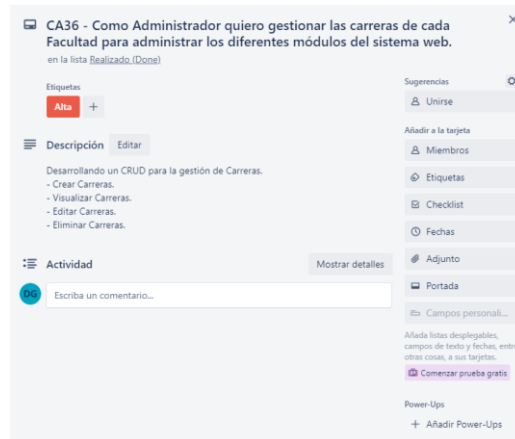 CA36 - Como Administrador quiero gestionar las carreras de cada
Facultad para administrar los diferentes módulos del sistema web.
en la lista Realizado (Done)
Etiquetas
Alta
Descripción
Editar
Desarrollando un CRUD para la gestión de Carreras.
- Crear Carreras.
- Visualizar Carreras.
- Editar Carreras.
- Eliminar Carreras.
Actividad
Mostrar detalles
DG
Escriba un comentario...
Sugerencias
Unirse
Añadir a la tarjeta
Miembros
Etiquetas
Checklist
Fechas
Adjunto
Portada
Campos personali...
Añada listas desplegables,
campos de texto y fechas, entr
otras cosas, a sus tarjetas.
Comenzar prueba gratis
Power-Ups
+ Añadir Power-Ups